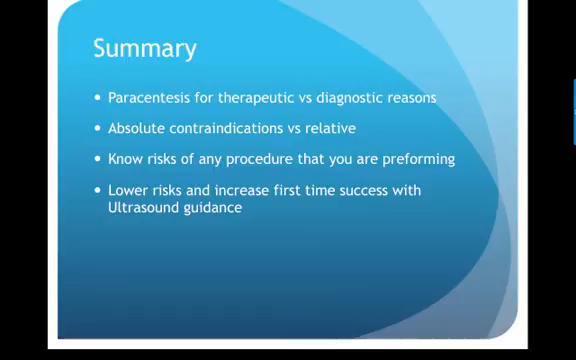 Summary
• Paracentesis for therapeutic vs diagnostic reasons
• Absolute contraindications vs relative
• Know risks of any procedure that you are preforming
• Lower risks and increase first time success with
Ultrasound guidance